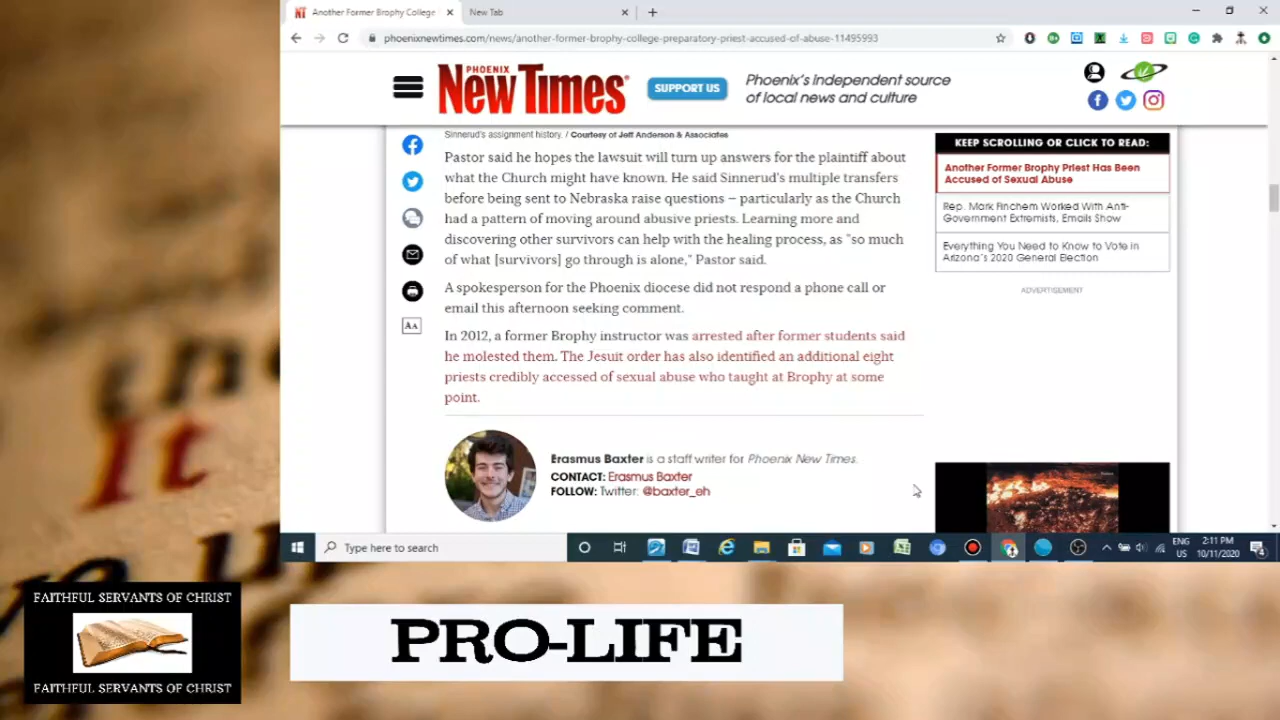 Another Former Brophy College
New Tab
phoenixnewtimes.com/news/another-former-brophy-college-preparatory-priest-accused-of-abuse-11495993
PHOENIX
New Times
SUPPORT US
Phoenix's independent source
of local news and culture
Sinnerud's assignment history. / Courtesy of Jeff Anderson & Associates
Pastor said he hopes the lawsuit will turn up answers for the plaintiff about
what the Church might have known. He said Sinnerud's multiple transfers
before being sent to Nebraska raise questions – particularly as the Church
had a pattern of moving around abusive priests. Learning more and
discovering other survivors can help with the healing process, as "so much
of what [survivors] go through is alone," Pastor said.
A spokesperson for the Phoenix diocese did not respond a phone call or
email this afternoon seeking comment.
In 2012, a former Brophy instructor was arrested after former students said
he molested them. The Jesuit order has also identified an additional eight
priests credibly accessed of sexual abuse who taught at Brophy at some
point.
AA
KEEP SCROLLING OR CLICK TO READ:
Another Former Brophy Priest Has Been
Accused of Sexual Abuse
Rep. Mark Finchem Worked With Anti-
Government Extremists, Emails Show
Everything You Need to Know to Vote in
Arizona's 2020 General Election
ADVERTISEMENT
Erasmus Baxter is a staff writer for Phoenix New Times.
CONTACT: Erasmus Baxter
FOLLOW: Twitter: @baxter_eh
Type here to search
ENG
US
2:11 PM
10/11/2020
4
the
It
FAITHFUL SERVANTS OF CHRIST
FAITHFUL SERVANTS OF CHRIST
PRO-LIFE